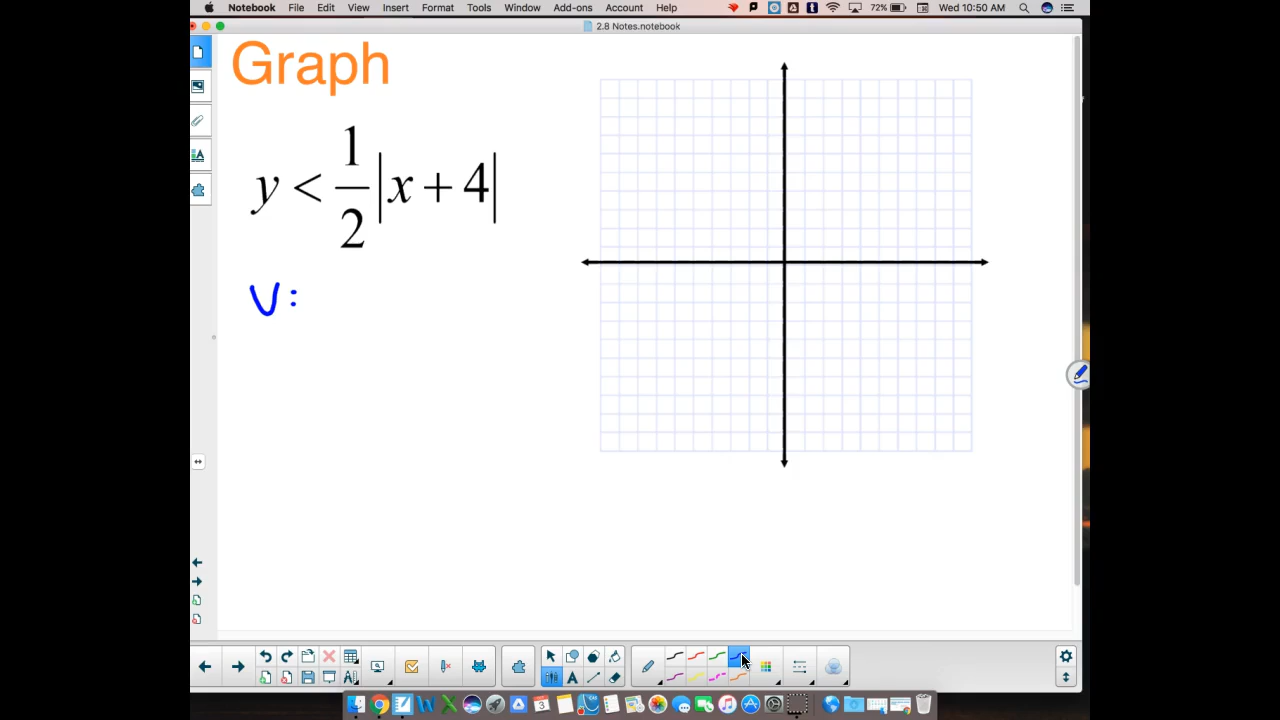 Notebook File Edit View Insert Format Tools Window Add-ons Account Help 72% Wed 10:50 AM
2.8 Notes.notebook
Graph
y < 1/2 |x + 4|
V: